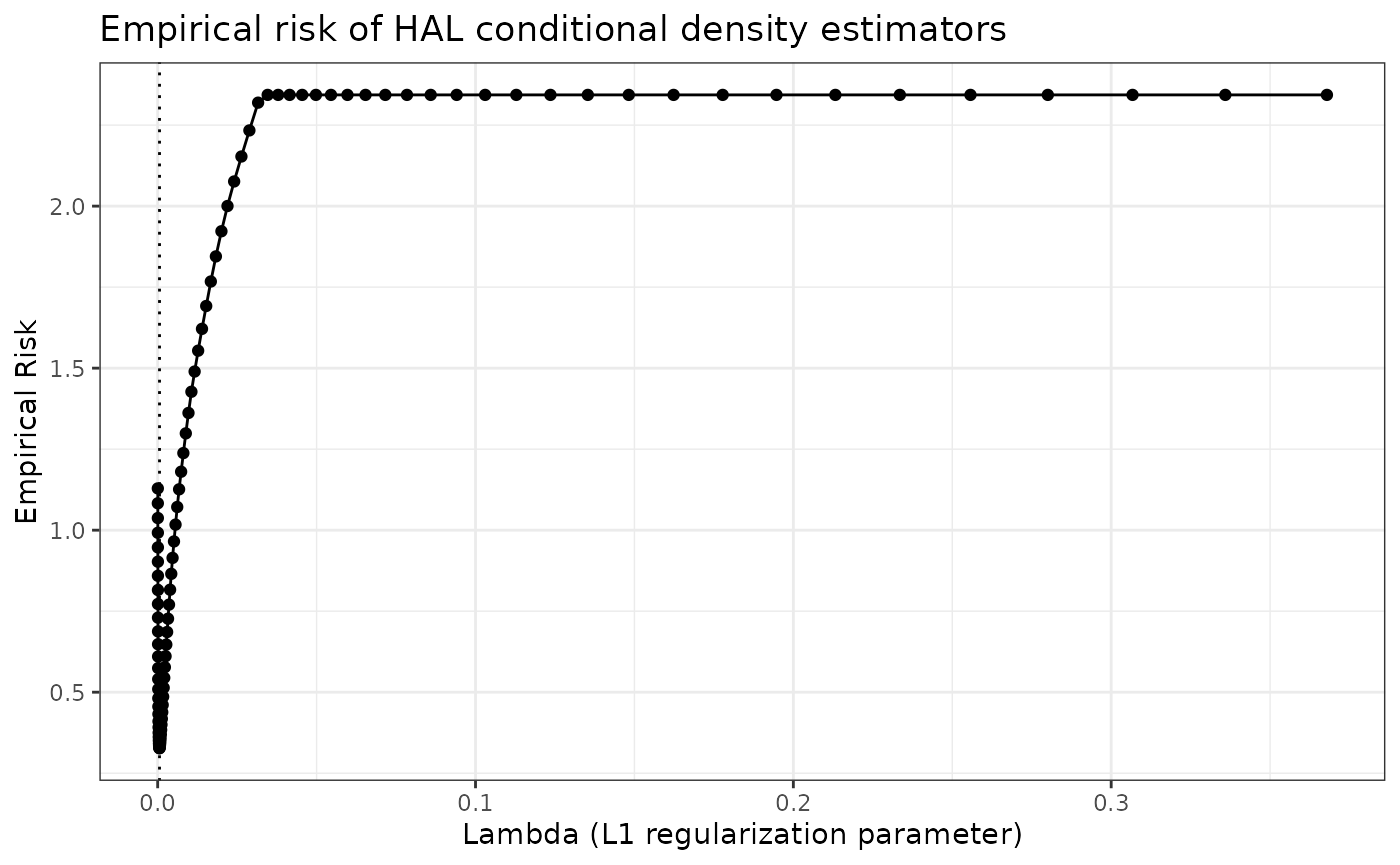 Empirical risk of HAL conditional density estimators
Empirical Risk
2.0
1.5
1.0
0.5
0.0 0.1 0.2 0.3
Lambda (L1 regularization parameter)